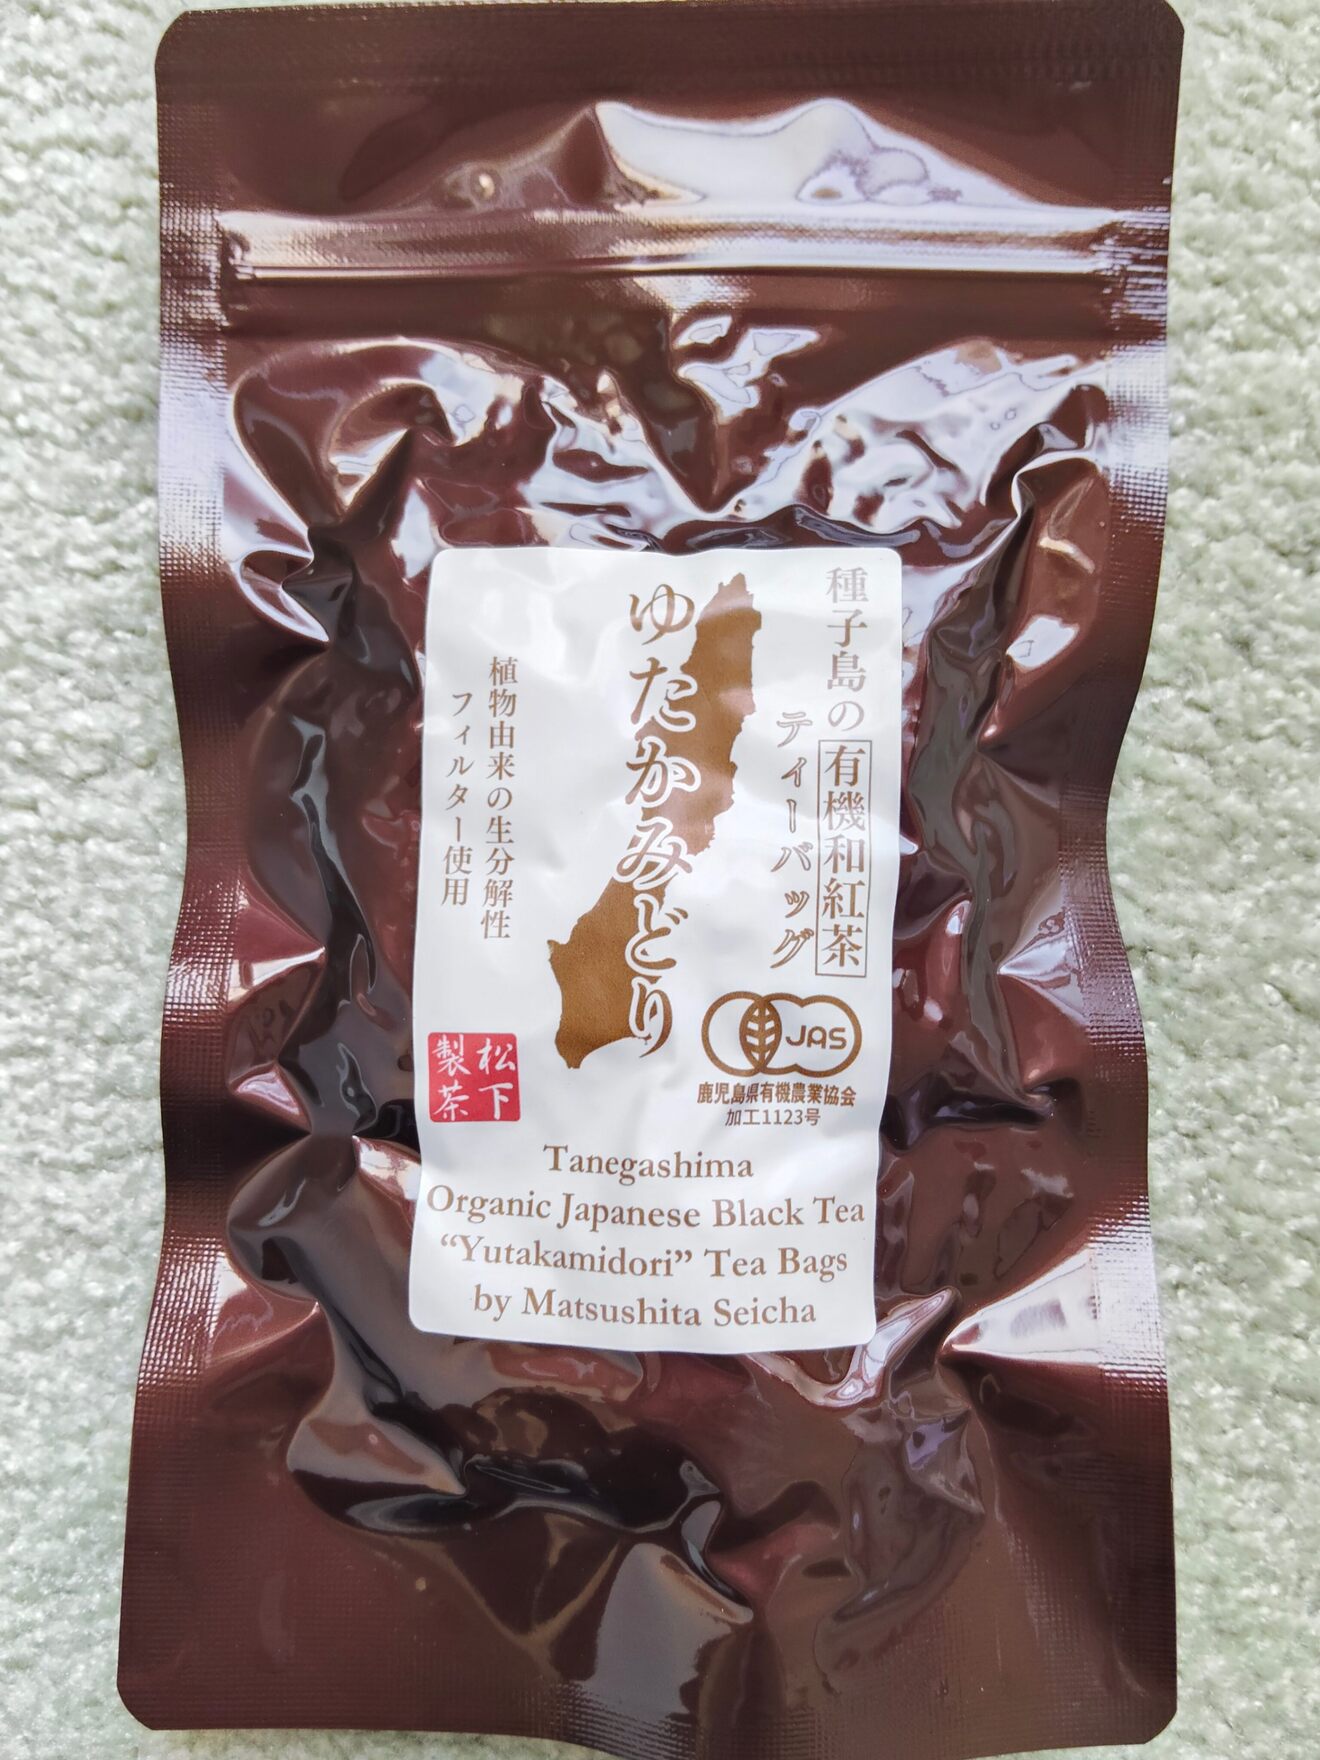 種子島の有機和紅茶
ティーバッグ
ゆたかみどり
植物由来の生分解性
フィルター使用
松下
製茶
JAS
鹿児島県有機農業協会
加工1123号
Tanegashima
Organic Japanese Black Tea
“Yutakamidori” Tea Bags
by Matsushita Seicha